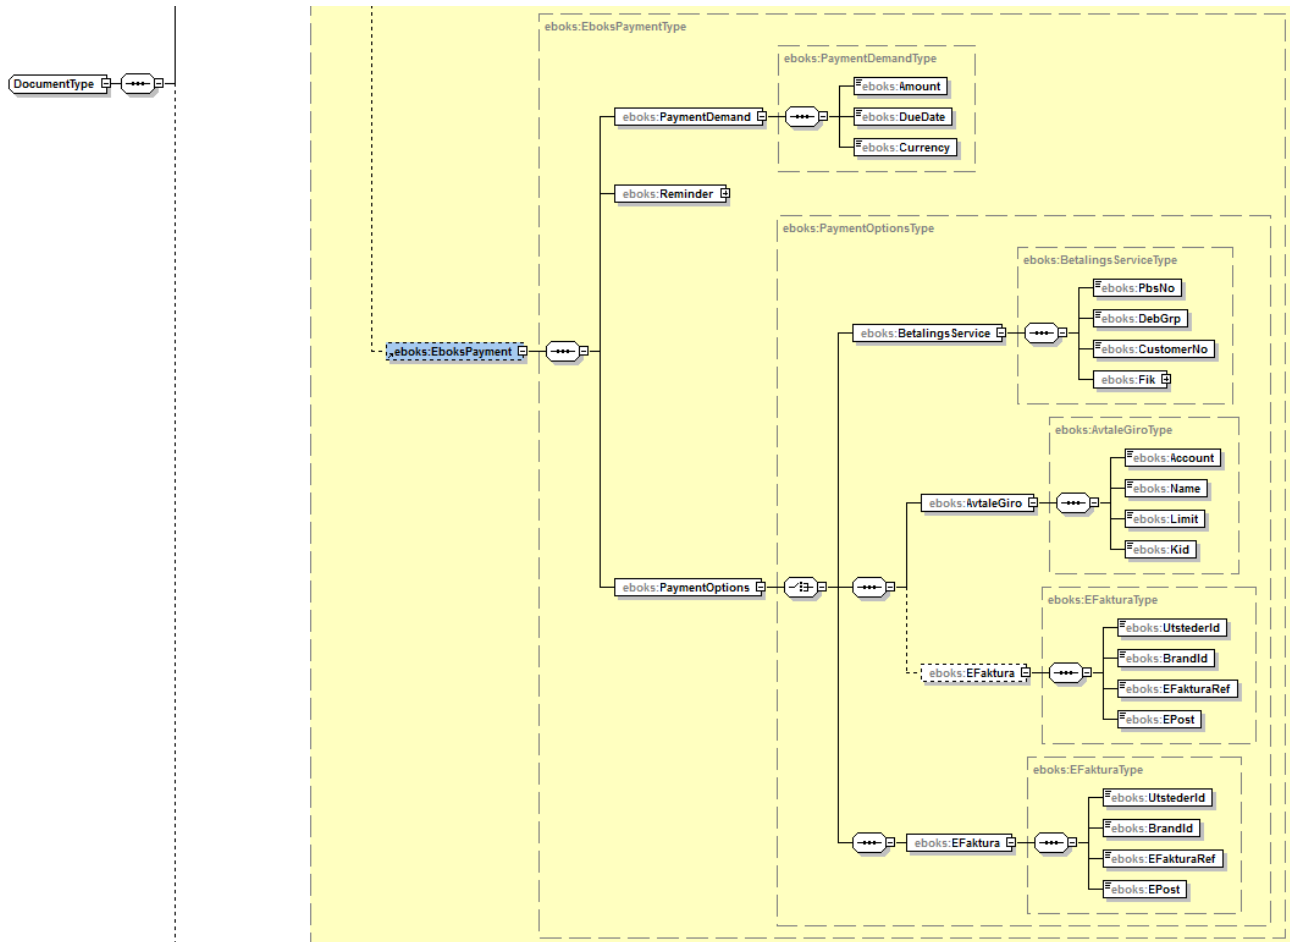 eboks:EboksPaymentType
eboks:PaymentDemandType
DocumentType
eboks:Amount
eboks:PaymentDemand
eboks:DueDate
eboks:Currency
eboks:Reminder
eboks:PaymentOptionsType
eboks:BetalingsServiceType
eboks:PbsNo
eboks:DebGrp
eboks:BetalingsService
eboks:CustomerNo
eboks:EboksPayment
eboks:Fik
eboks:AvtaleGiroType
eboks:Account
eboks:Name
eboks:AvtaleGiro
eboks:Limit
eboks:Kid
eboks:PaymentOptions
eboks:EFakturaType
eboks:UtstederId
eboks:BrandId
eboks:EFaktura
eboks:EFakturaRef
eboks:EPost
eboks:EFakturaType
eboks:UtstederId
eboks:BrandId
eboks:EFaktura
eboks:EFakturaRef
eboks:EPost